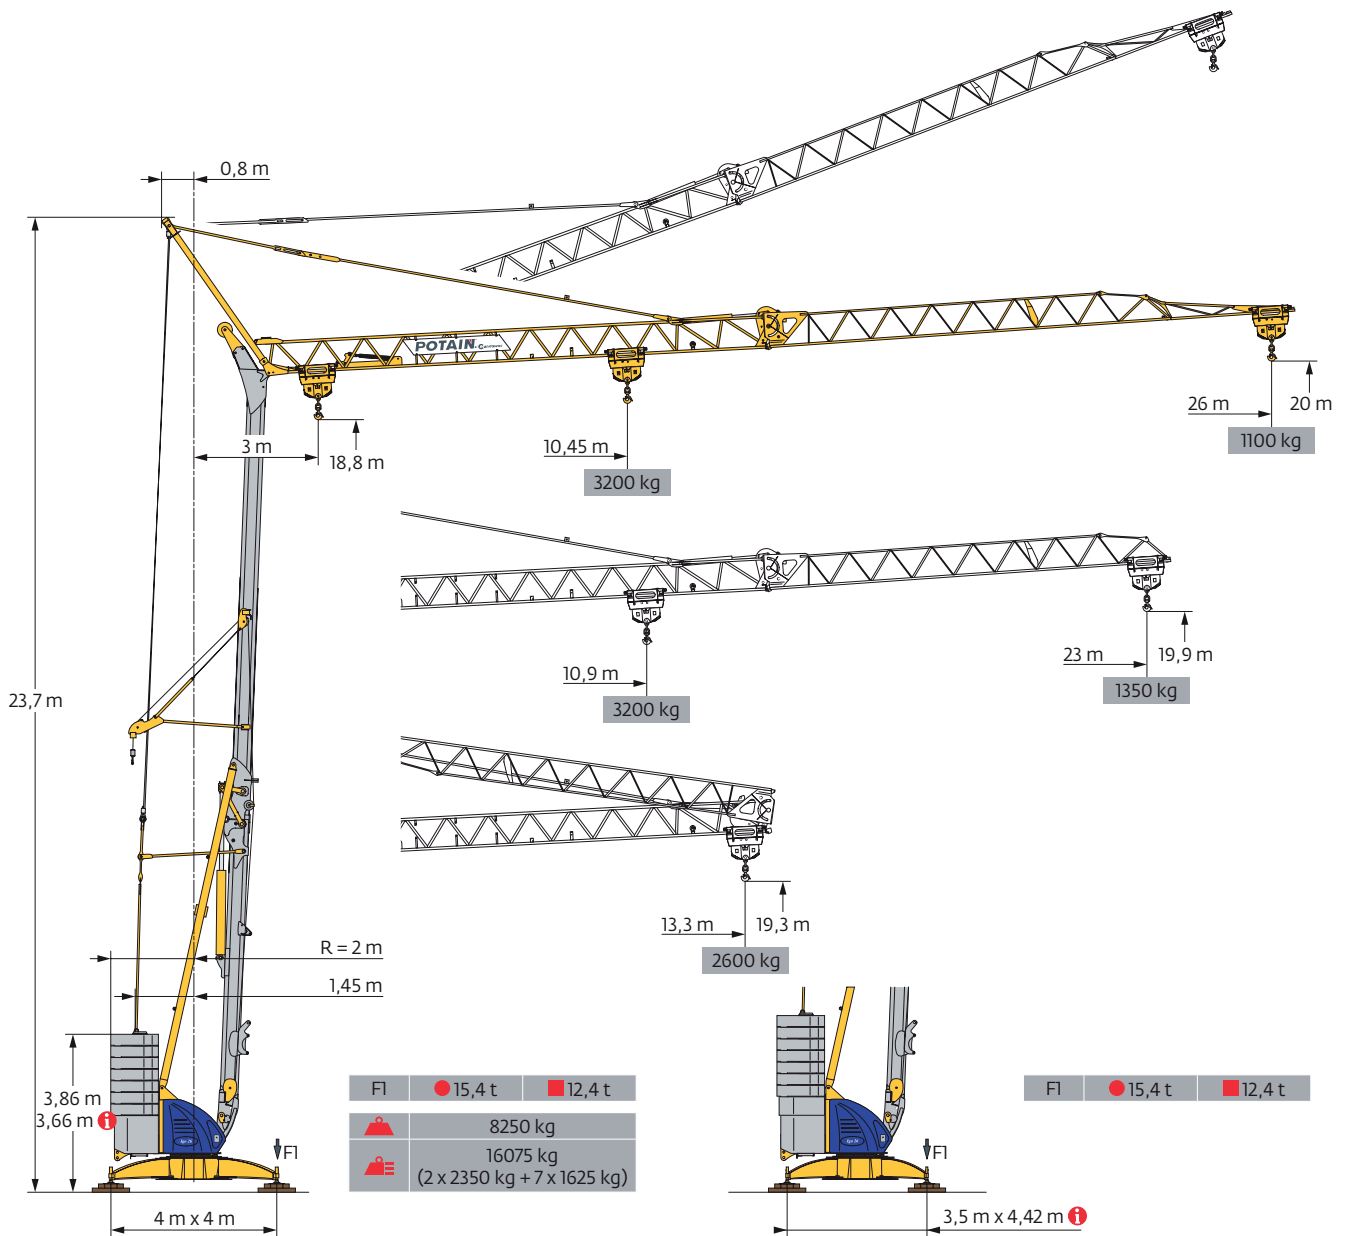 0,8 m
POTAIN
3 m
18,8 m
10,45 m
3200 kg
26 m
20 m
1100 kg
10,9 m
3200 kg
23 m
19,9 m
1350 kg
23,7 m
13,3 m
19,3 m
2600 kg
R = 2 m
1,45 m
3,86 m
3,66 m i
F1
4 m x 4 m
F1 15,4 t 12,4 t
8250 kg
16075 kg
(2 x 2350 kg + 7 x 1625 kg)
F1
3,5 m x 4,42 m i
F1 15,4 t 12,4 t